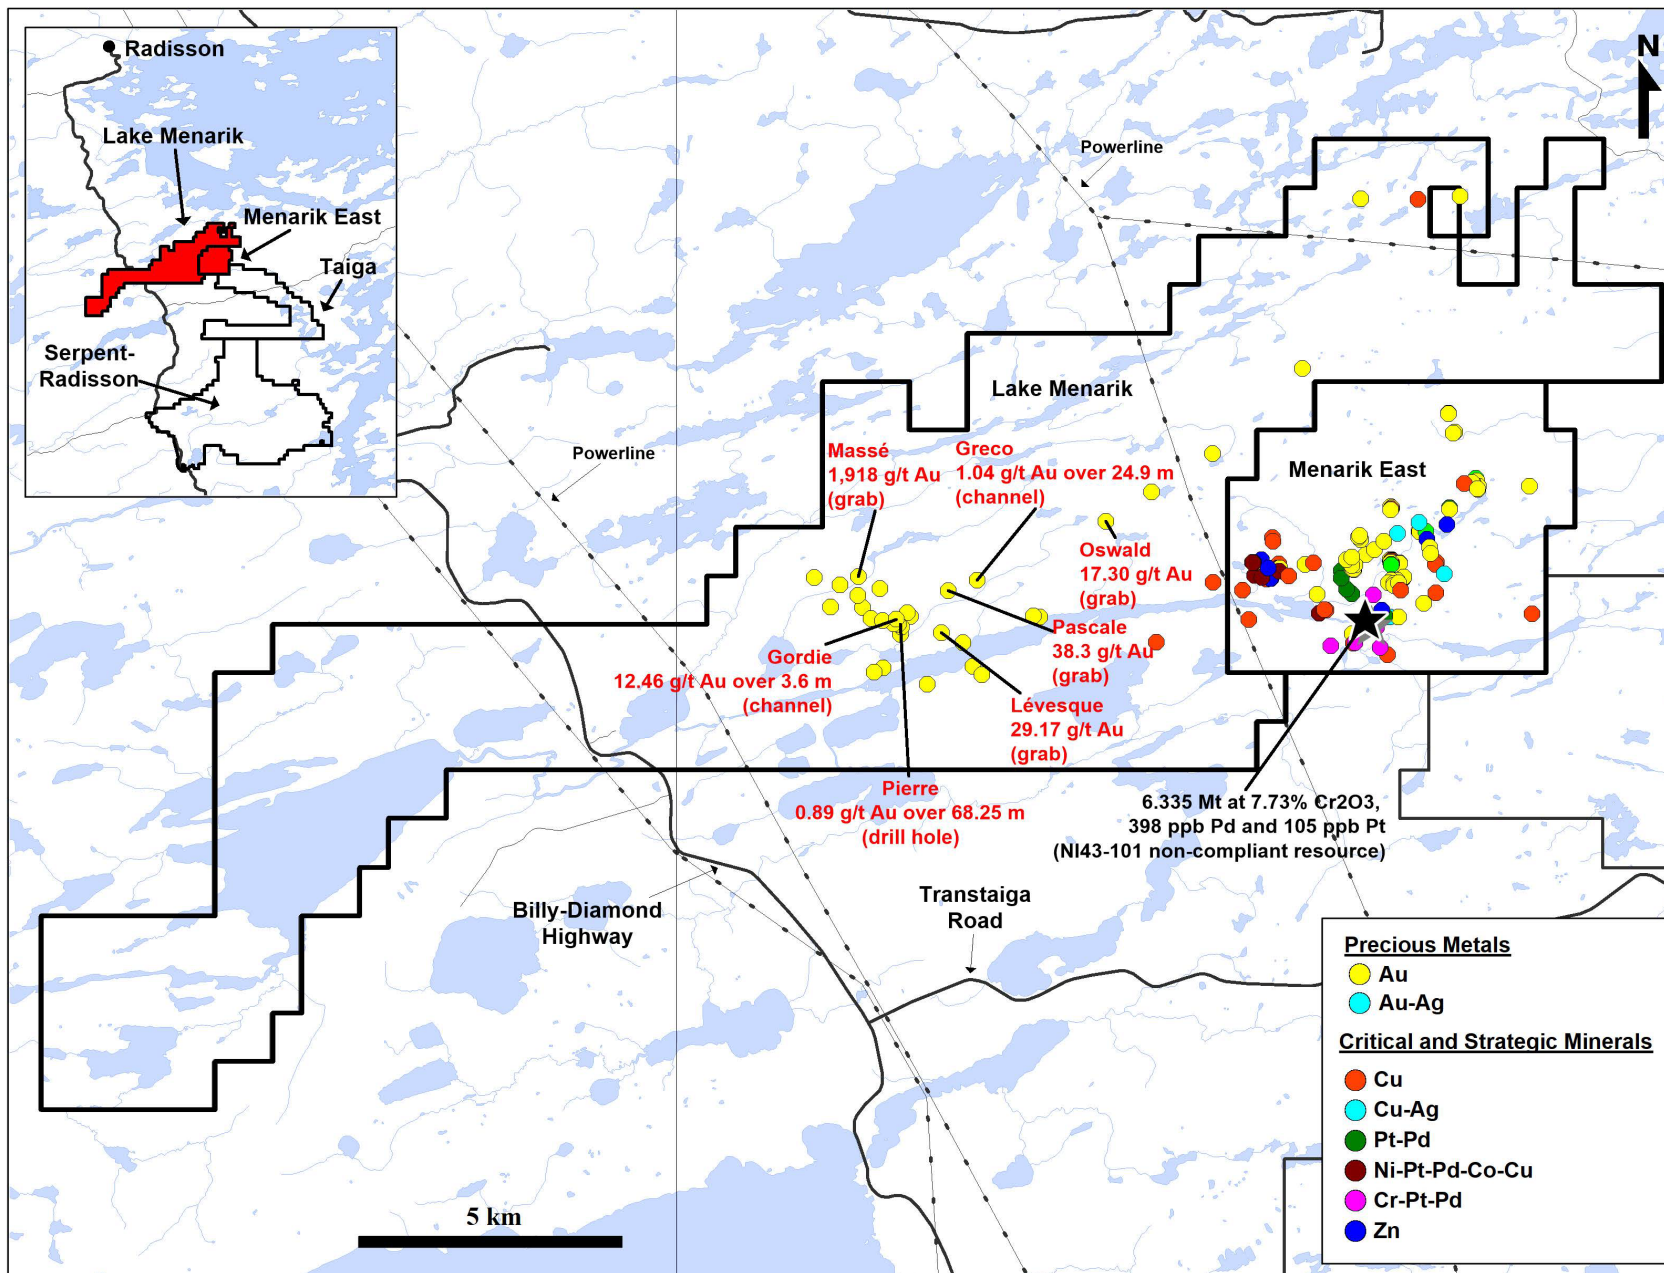 Radisson
Lake Menarik
Menarik East
Taiga
Serpent-
Radisson
N
Powerline
Lake Menarik
Menarik East
Powerline
Massé
1,918 g/t Au
(grab)
Greco
1.04 g/t Au over 24.9 m
(channel)
Oswald
17.30 g/t Au
(grab)
Pascale
38.3 g/t Au
(grab)
Gordie
12.46 g/t Au over 3.6 m
(channel)
Lévesque
29.17 g/t Au
(grab)
Pierre
0.89 g/t Au over 68.25 m
(drill hole)
6.335 Mt at 7.73% Cr2O3,
398 ppb Pd and 105 ppb Pt
(NI43-101 non-compliant resource)
Billy-Diamond
Highway
Transtaiga
Road
5 km
Precious Metals
Au
Au-Ag
Critical and Strategic Minerals
Cu
Cu-Ag
Pt-Pd
Ni-Pt-Pd-Co-Cu
Cr-Pt-Pd
Zn